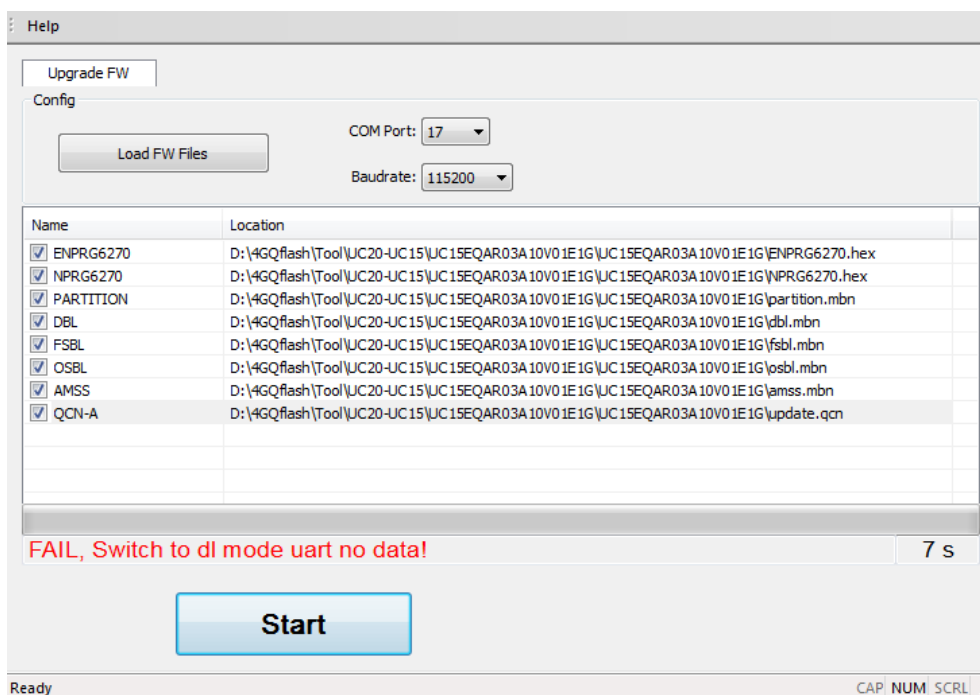 Help
Upgrade FW
Config
Load FW Files
COM Port: 17
Baudrate: 115200
Name Location
ENPRG6270 D:\4GQflash\Tool\UC20-UC15\UC15EQAR03A10V01E1G\UC15EQAR03A10V01E1G\ENPRG6270.hex
NPRG6270 D:\4GQflash\Tool\UC20-UC15\UC15EQAR03A10V01E1G\UC15EQAR03A10V01E1G\NPRG6270.hex
PARTITION D:\4GQflash\Tool\UC20-UC15\UC15EQAR03A10V01E1G\UC15EQAR03A10V01E1G\partition.mbn
DBL D:\4GQflash\Tool\UC20-UC15\UC15EQAR03A10V01E1G\UC15EQAR03A10V01E1G\dbl.mbn
FSBL D:\4GQflash\Tool\UC20-UC15\UC15EQAR03A10V01E1G\UC15EQAR03A10V01E1G\fsbl.mbn
OSBL D:\4GQflash\Tool\UC20-UC15\UC15EQAR03A10V01E1G\UC15EQAR03A10V01E1G\osbl.mbn
AMSS D:\4GQflash\Tool\UC20-UC15\UC15EQAR03A10V01E1G\UC15EQAR03A10V01E1G\amss.mbn
QCN-A D:\4GQflash\Tool\UC20-UC15\UC15EQAR03A10V01E1G\UC15EQAR03A10V01E1G\update.qcn
FAIL, Switch to dl mode uart no data! 7 s
Start
Ready CAP NUM SCRL